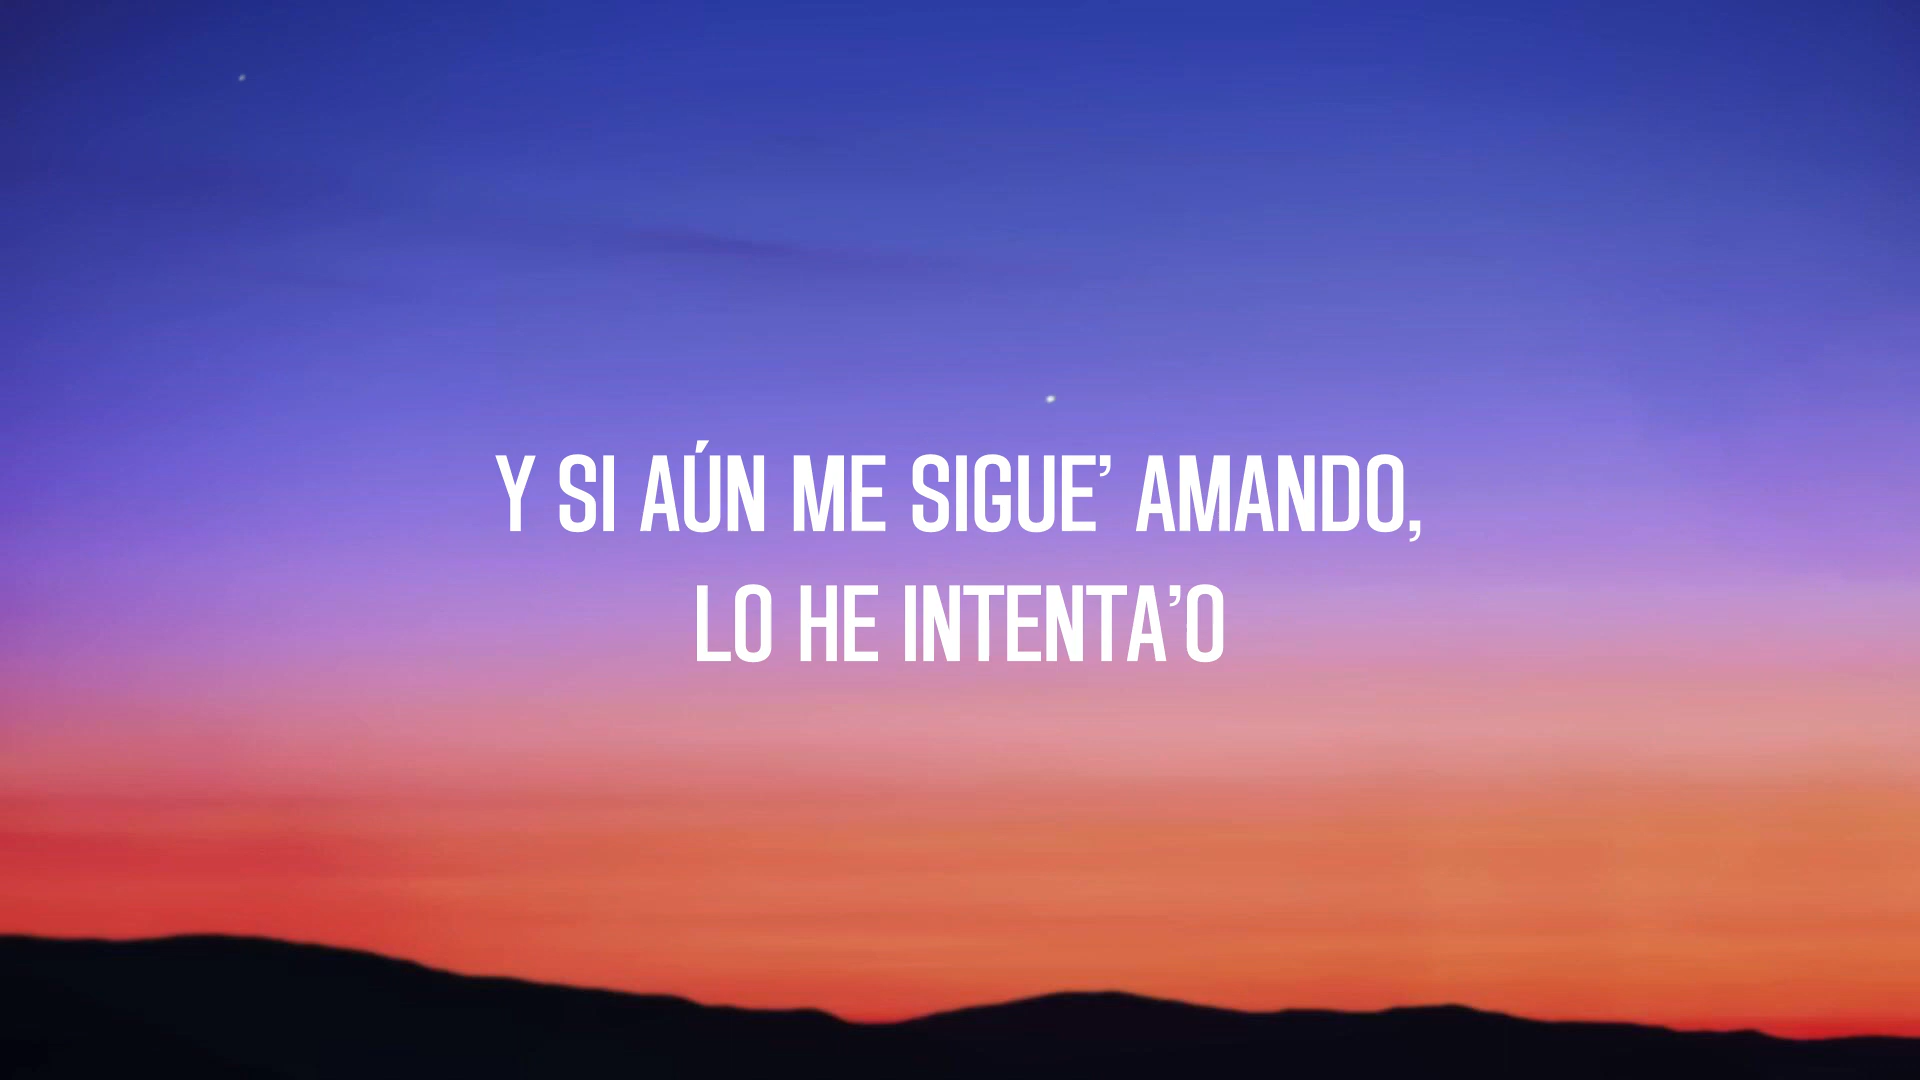 Y SI AÚN ME SIGUE’ AMANDO,
LO HE INTENTA’O